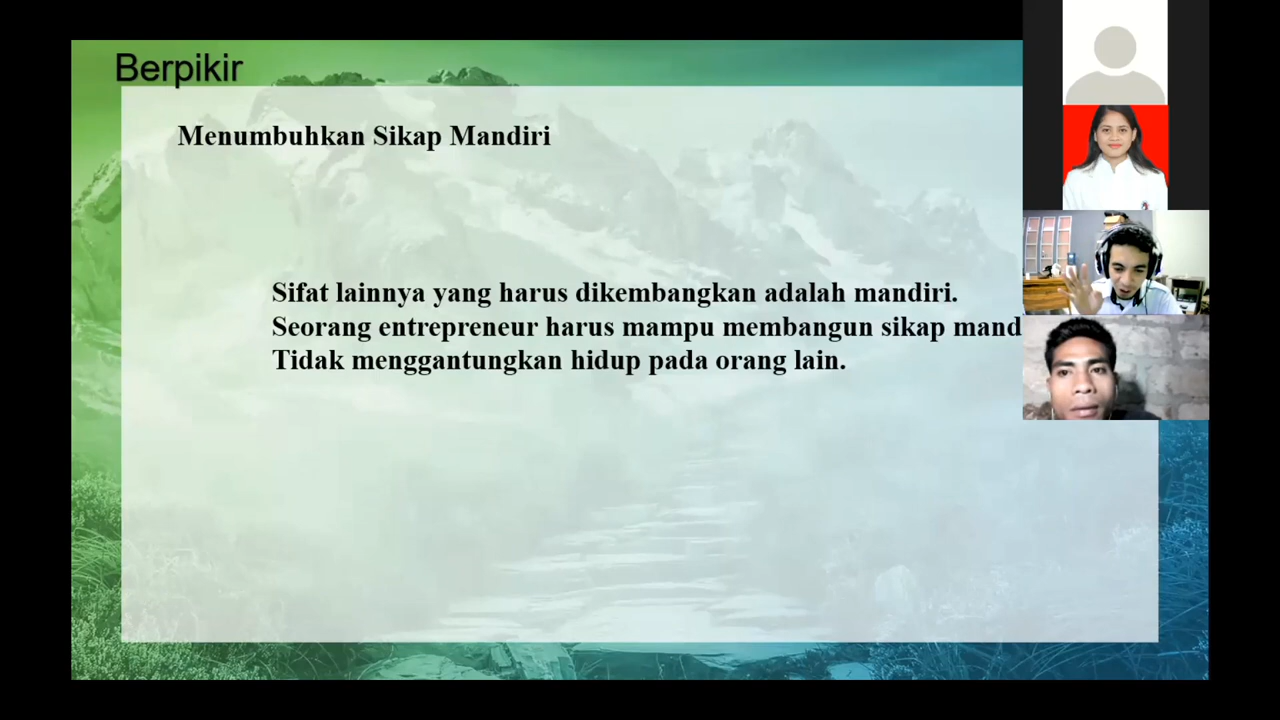 Berpikir
Menumbuhkan Sikap Mandiri
Sifat lainnya yang harus dikembangkan adalah mandiri.
Seorang entrepreneur harus mampu membangun sikap
Tidak menggantungkan hidup pada orang lain.